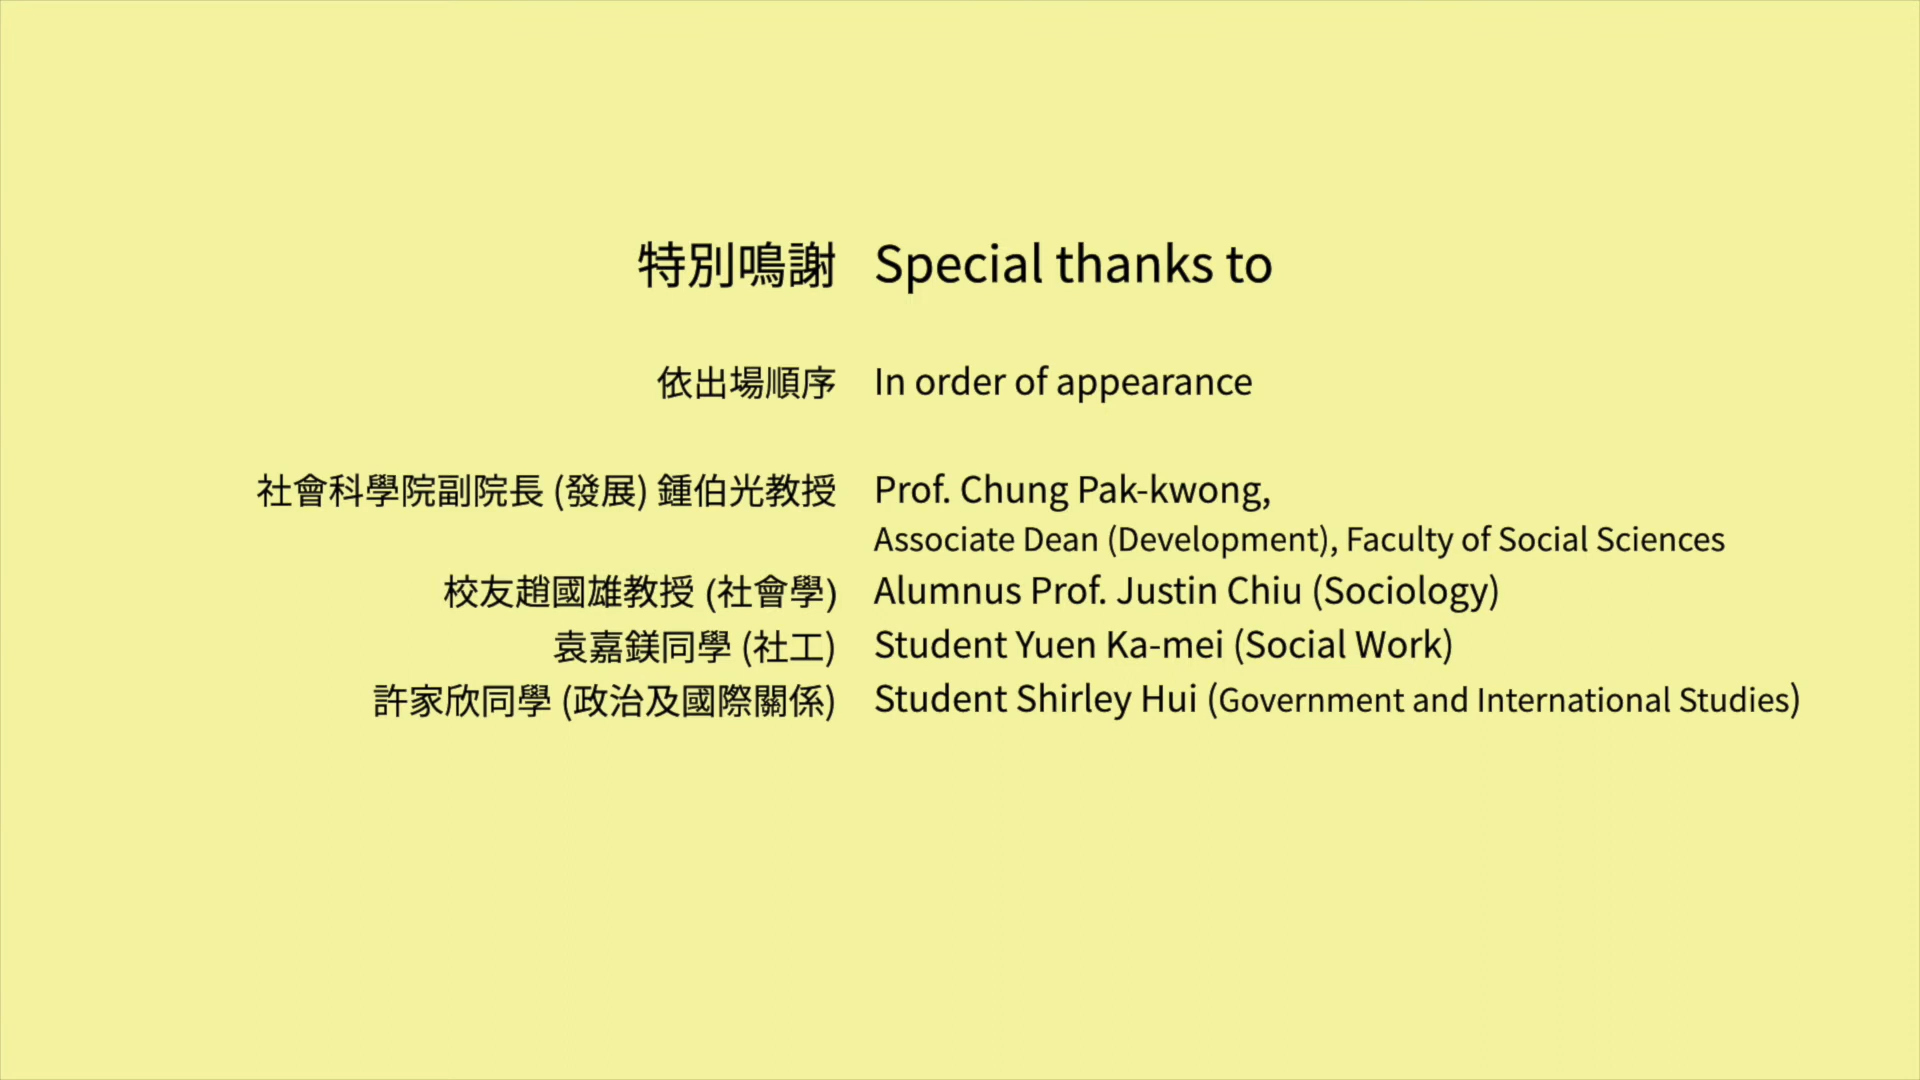 特別鳴謝 Special thanks to
依出場順序 In order of appearance
社會科學院副院長 (發展) 鍾伯光教授 Prof. Chung Pak-kwong,
Associate Dean (Development), Faculty of Social Sciences
校友趙國雄教授 (社會學) Alumnus Prof. Justin Chiu (Sociology)
袁嘉鎂同學 (社工) Student Yuen Ka-mei (Social Work)
許家欣同學 (政治及國際關係) Student Shirley Hui (Government and International Studies)